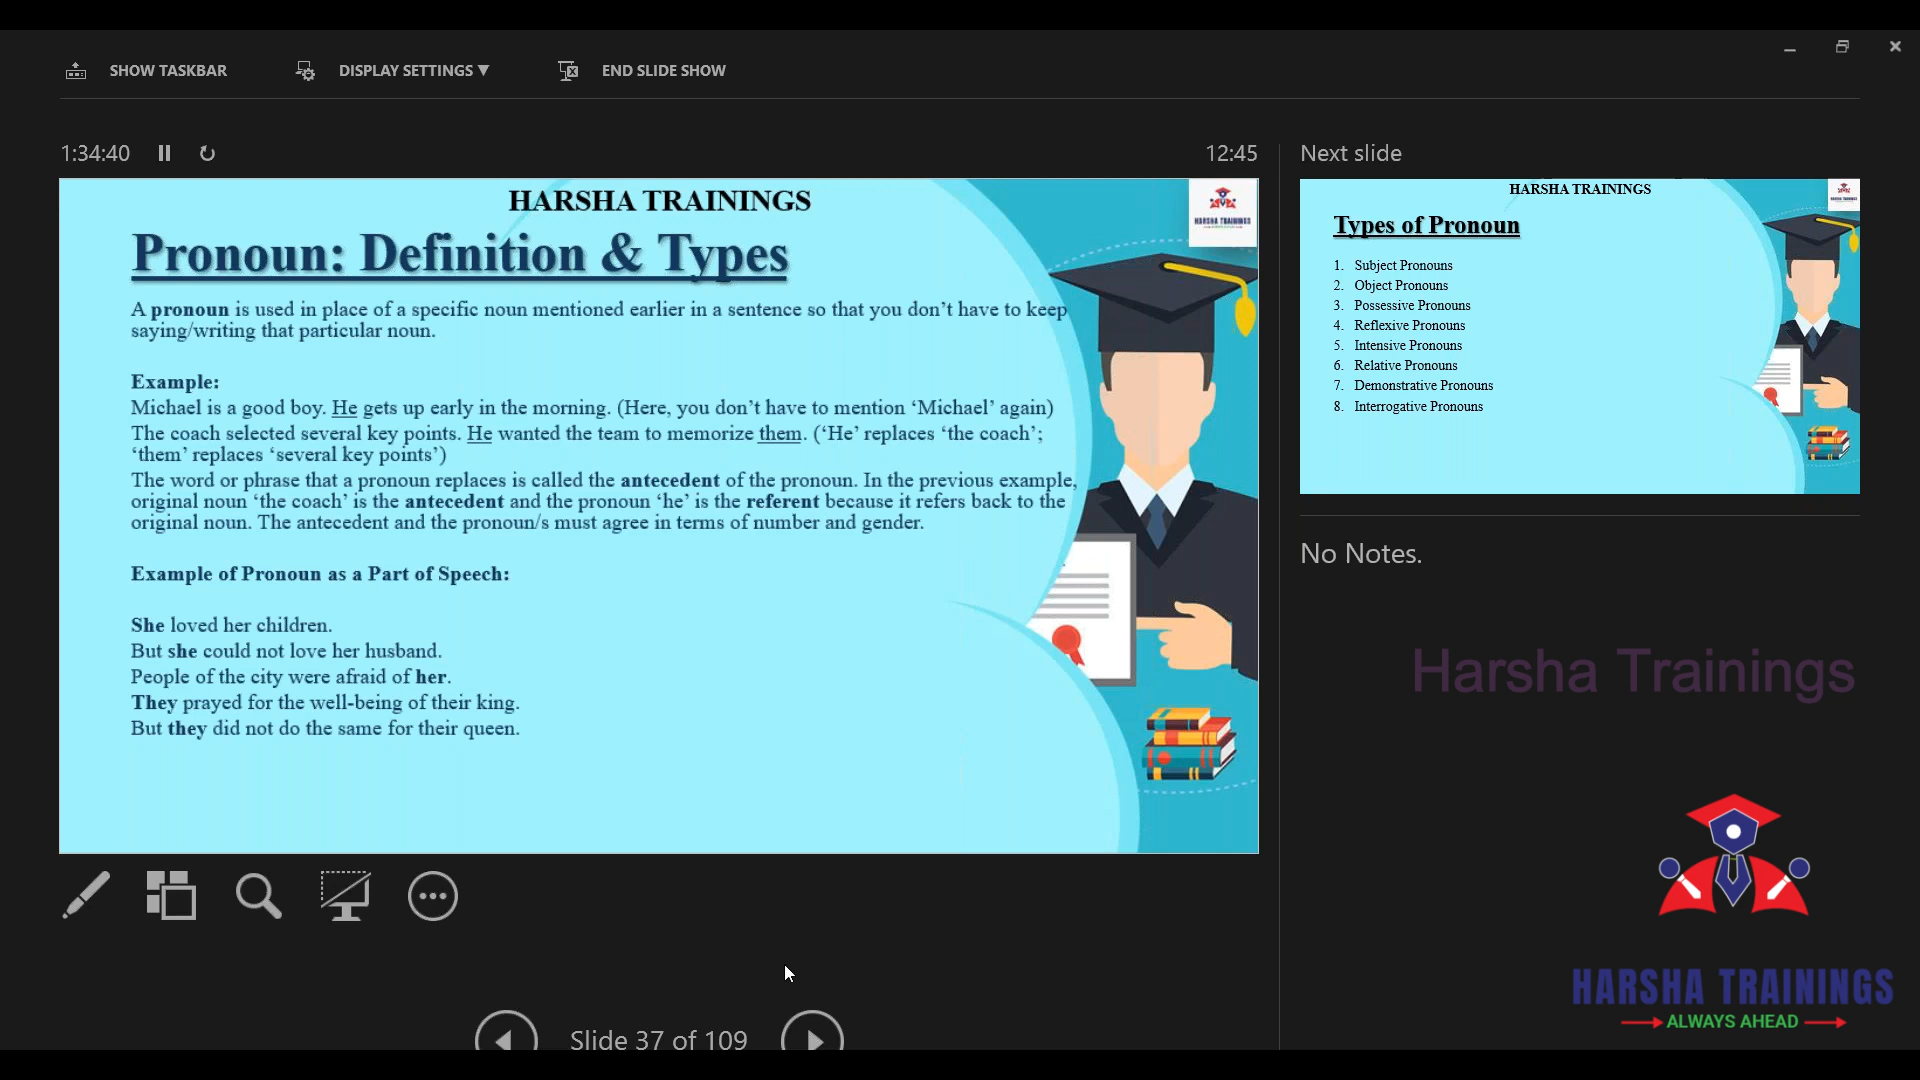 SHOW TASKBAR
DISPLAY SETTINGS ▼
END SLIDE SHOW
1:34:40
12:45
HARSHA TRAININGS
HARSHA TRAININGS
Pronoun: Definition & Types
A pronoun is used in place of a specific noun mentioned earlier in a sentence so that you don’t have to keep
saying/writing that particular noun.
Example:
Michael is a good boy. He gets up early in the morning. (Here, you don’t have to mention ‘Michael’ again)
The coach selected several key points. He wanted the team to memorize them. (‘He’ replaces ‘the coach’;
‘them’ replaces ‘several key points’)
The word or phrase that a pronoun replaces is called the antecedent of the pronoun. In the previous example,
original noun ‘the coach’ is the antecedent and the pronoun ‘he’ is the referent because it refers back to the
original noun. The antecedent and the pronoun/s must agree in terms of number and gender.
Example of Pronoun as a Part of Speech:
She loved her children.
But she could not love her husband.
People of the city were afraid of her.
They prayed for the well-being of their king.
But they did not do the same for their queen.
Slide 37 of 109
Next slide
HARSHA TRAININGS
Types of Pronoun
1. Subject Pronouns
2. Object Pronouns
3. Possessive Pronouns
4. Reflexive Pronouns
5. Intensive Pronouns
6. Relative Pronouns
7. Demonstrative Pronouns
8. Interrogative Pronouns
No Notes.
Harsha Trainings
HARSHA TRAININGS
ALWAYS AHEAD